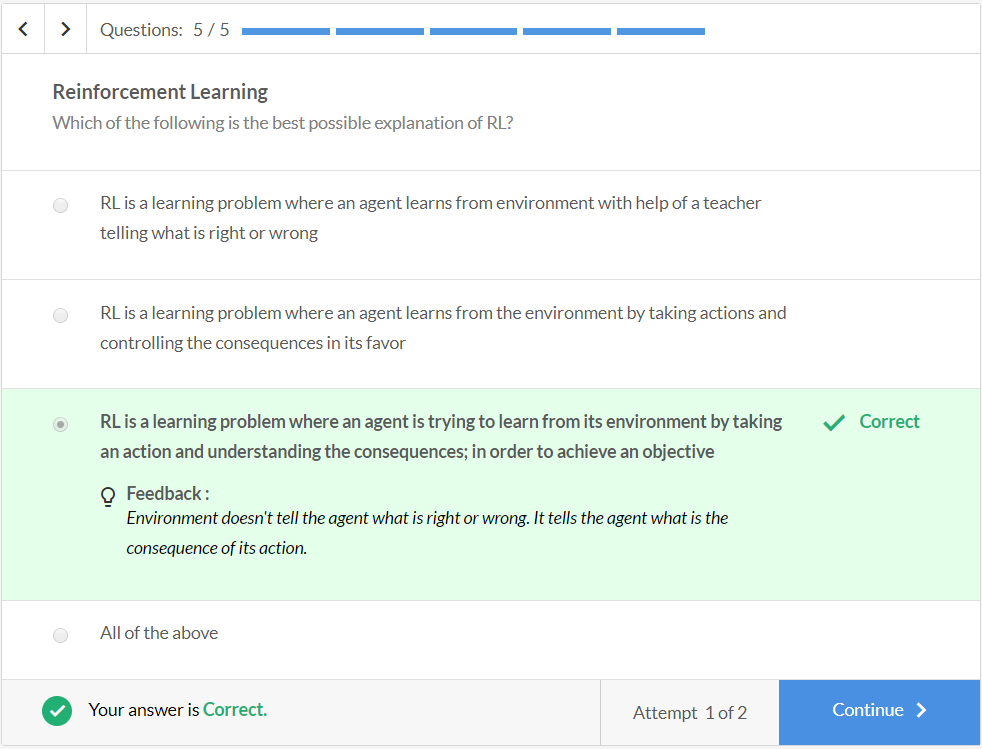 Questions: 5 / 5
Reinforcement Learning
Which of the following is the best possible explanation of RL?
RL is a learning problem where an agent learns from environment with help of a teacher
telling what is right or wrong
RL is a learning problem where an agent learns from the environment by taking actions and
controlling the consequences in its favor
RL is a learning problem where an agent is trying to learn from its environment by taking
an action and understanding the consequences; in order to achieve an objective
Correct
Feedback :
Environment doesn't tell the agent what is right or wrong. It tells the agent what is the
consequence of its action.
All of the above
Your answer is Correct.
Attempt 1 of 2
Continue